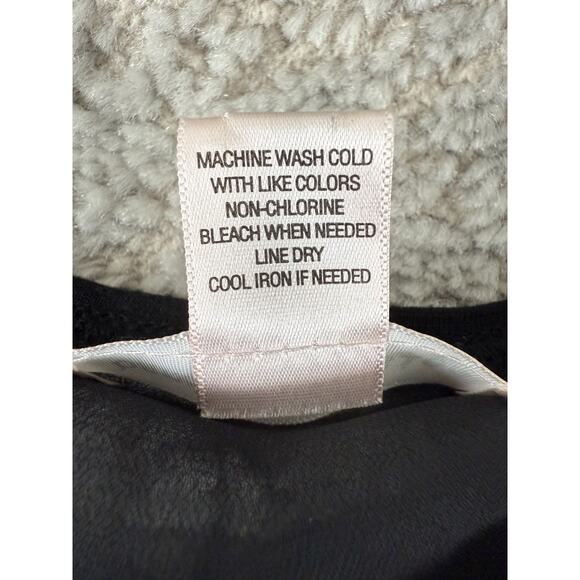 MACHINE WASH COLD
WITH LIKE COLORS
NON-CHLORINE
BLEACH WHEN NEEDED
LINE DRY
COOL IRON IF NEEDED